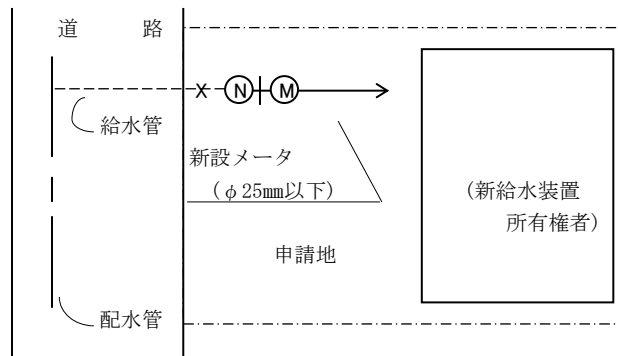 道　路
X N M
給水管
新設メータ
（φ25㎜以下）
（新給水装置
所有権者）
申請地
配水管